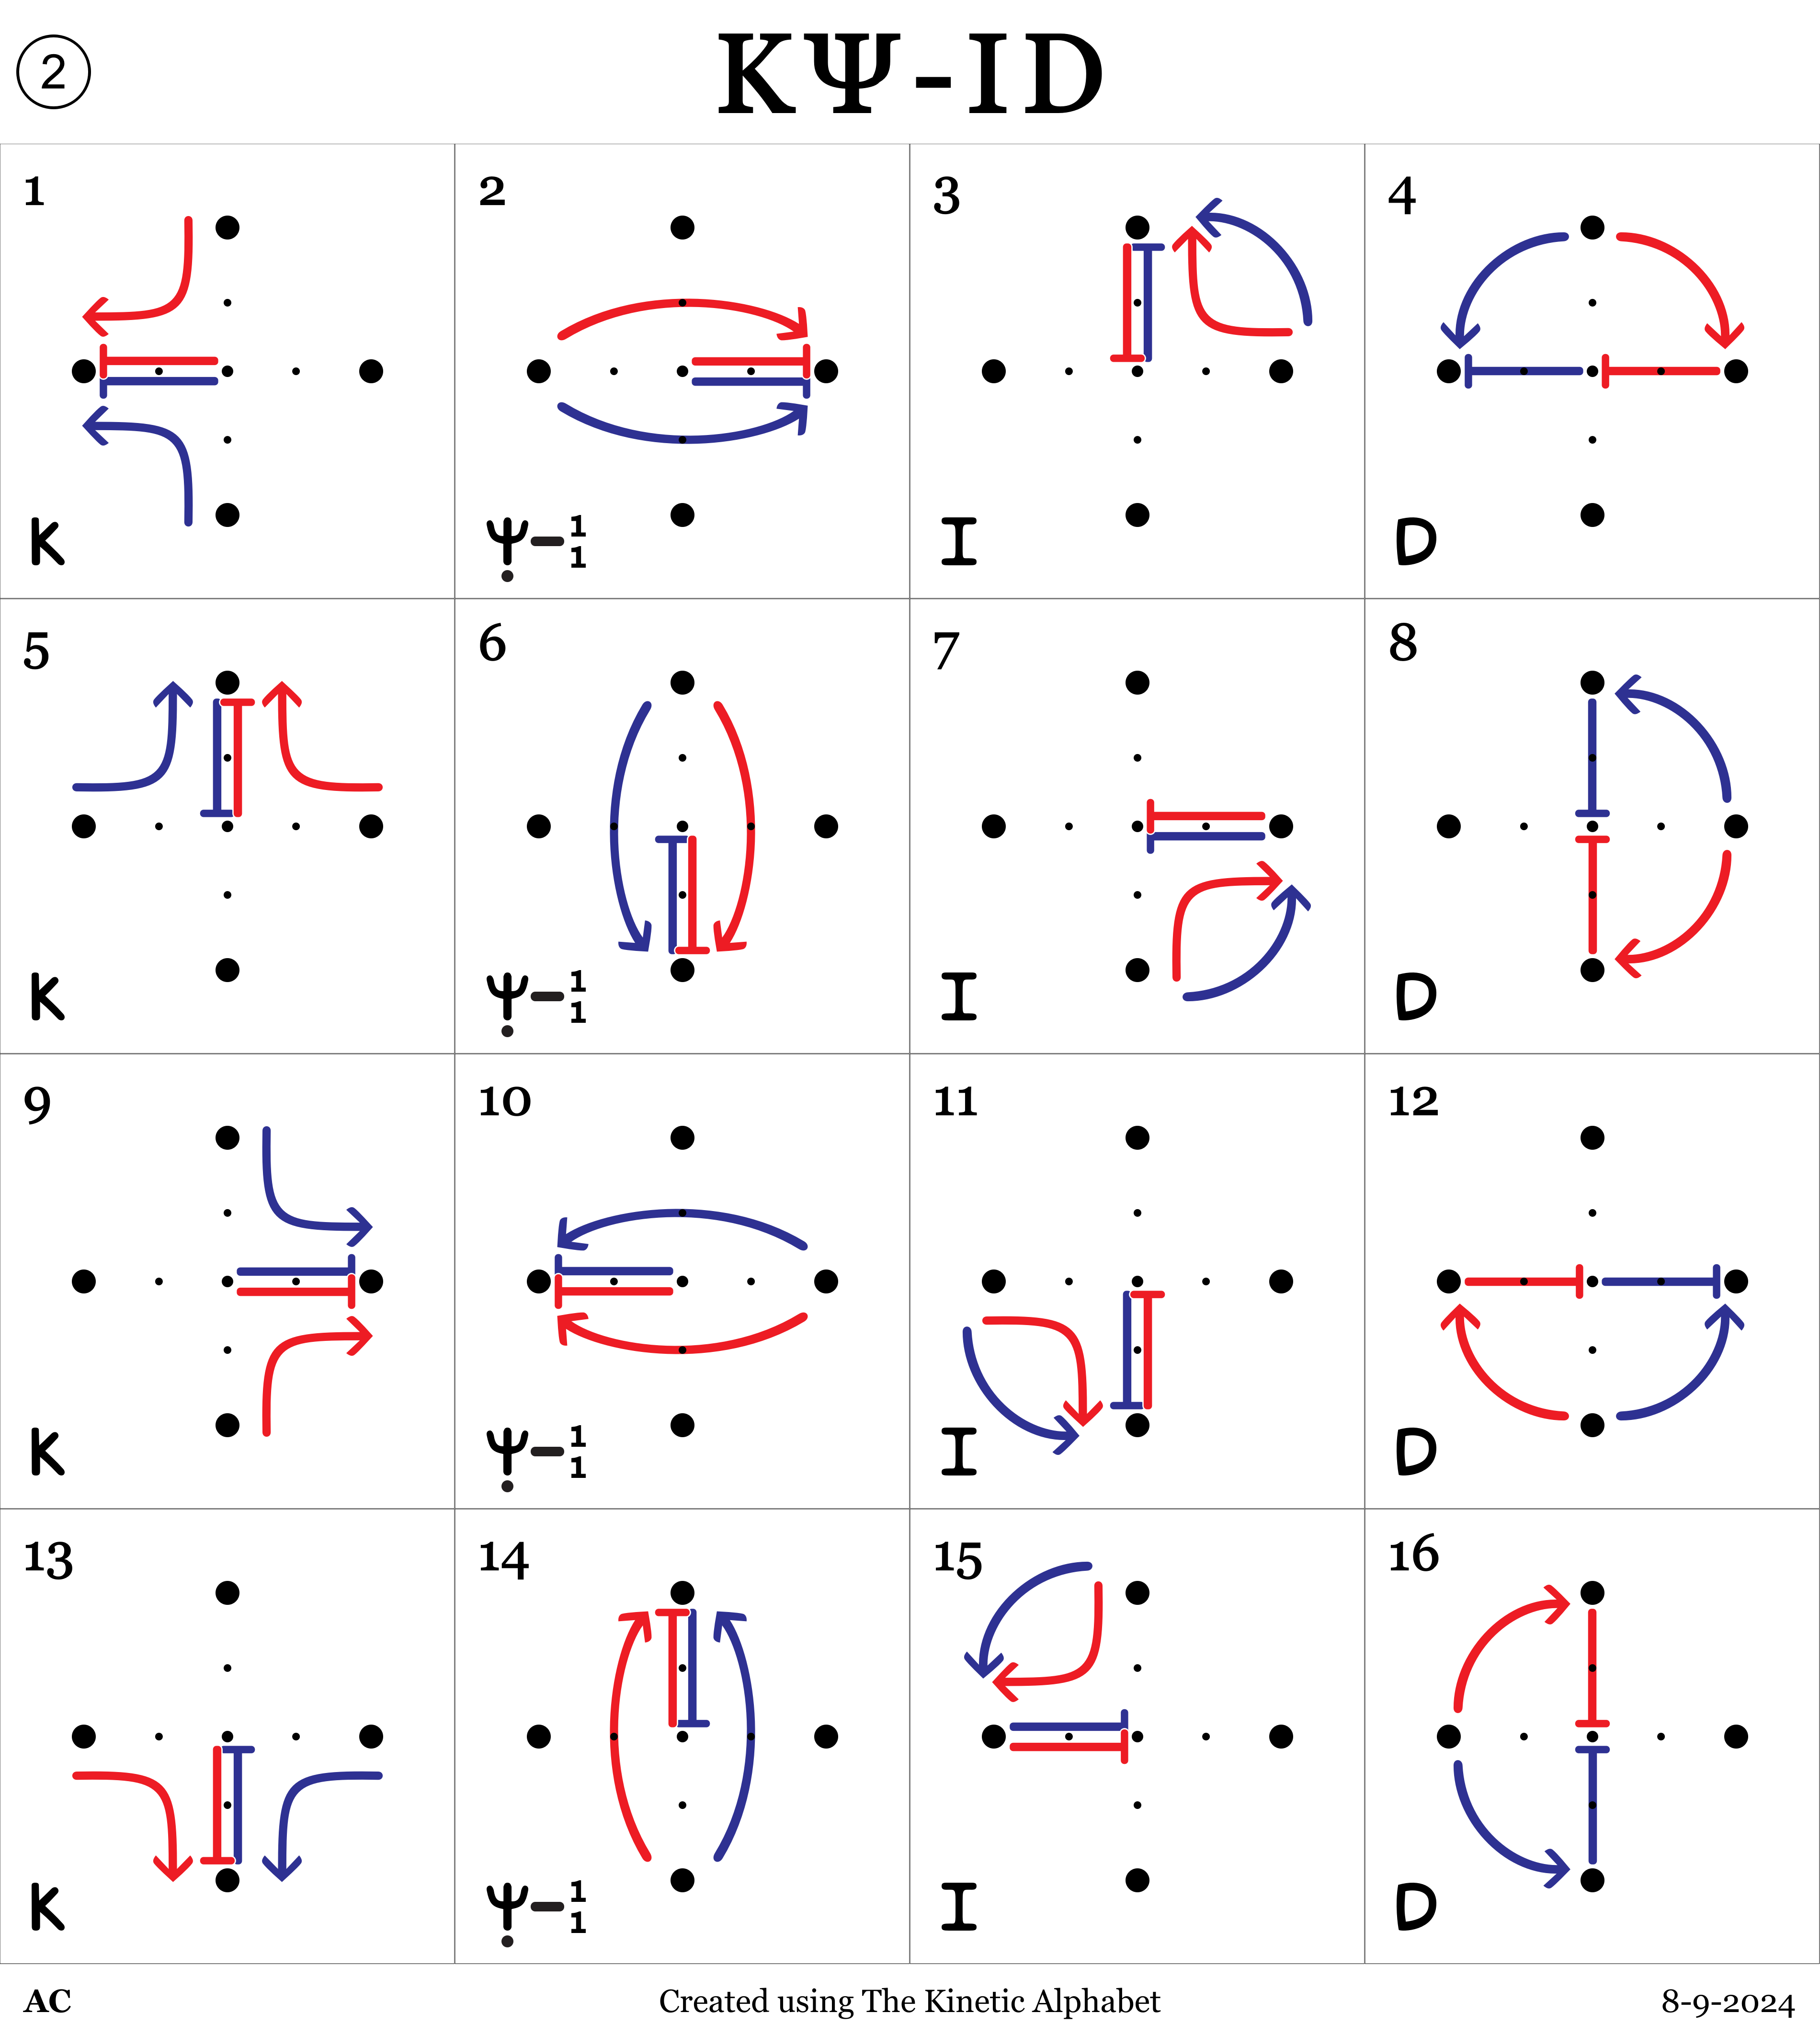 2
KΨ-ID
1
K
2
Ψ-1
1
3
I
4
D
5
K
6
Ψ-1
1
7
I
8
D
9
K
10
Ψ-1
1
11
I
12
D
13
K
14
Ψ-1
1
15
I
16
D
AC
Created using The Kinetic Alphabet
8-9-2024